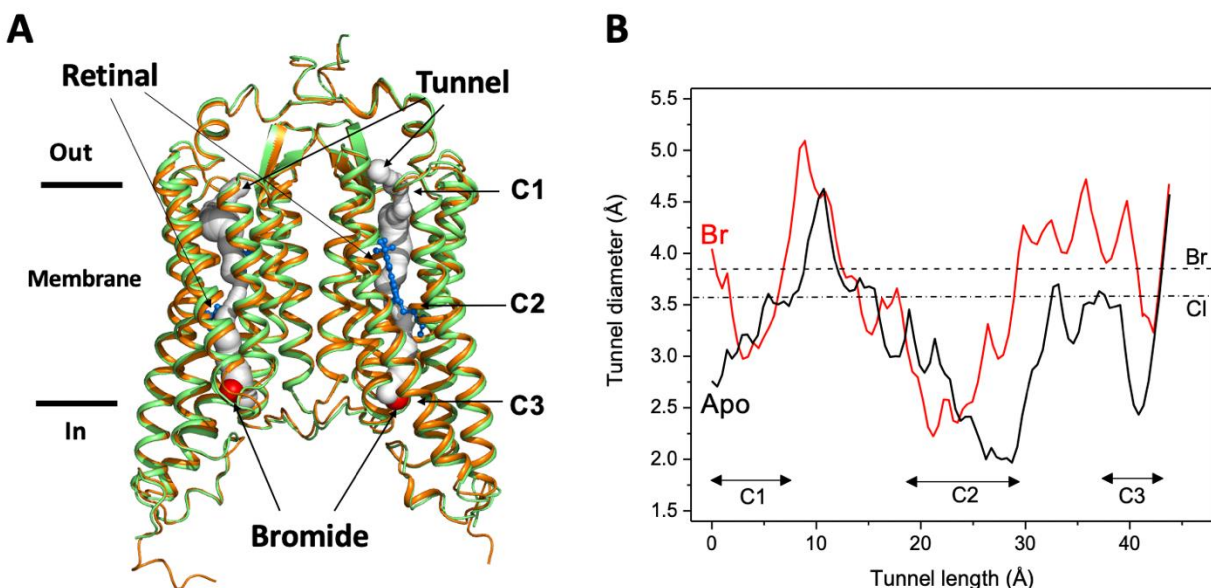 A
Retinal
Tunnel
Out
C1
Membrane
C2
In
C3
Bromide
B
Tunnel diameter (Å)
5.5
5.0
4.5
4.0
3.5
3.0
2.5
2.0
1.5
Br
Apo
Br
Cl
C1
C2
C3
0 10 20 30 40
Tunnel length (Å)